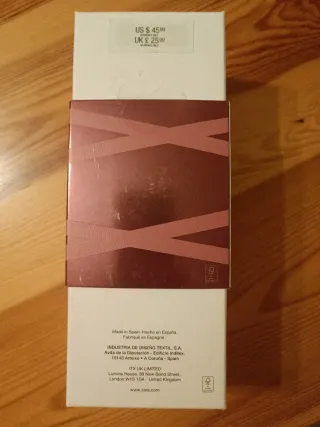 US $ 45.90
UK £ 25.99
Made in Spain. Hecho en España.
Fabriqué en Espagne
INDUSTRIA DE DISEÑO TEXTIL, S.A.
Avda de la Diputación - Edificio Inditex,
15143 Arteixo • A Coruña - Spain
ITX UK LIMITED
Lumina House, 89 New Bond Street,
London W1S 1DA - United Kingdom
www.zara.com